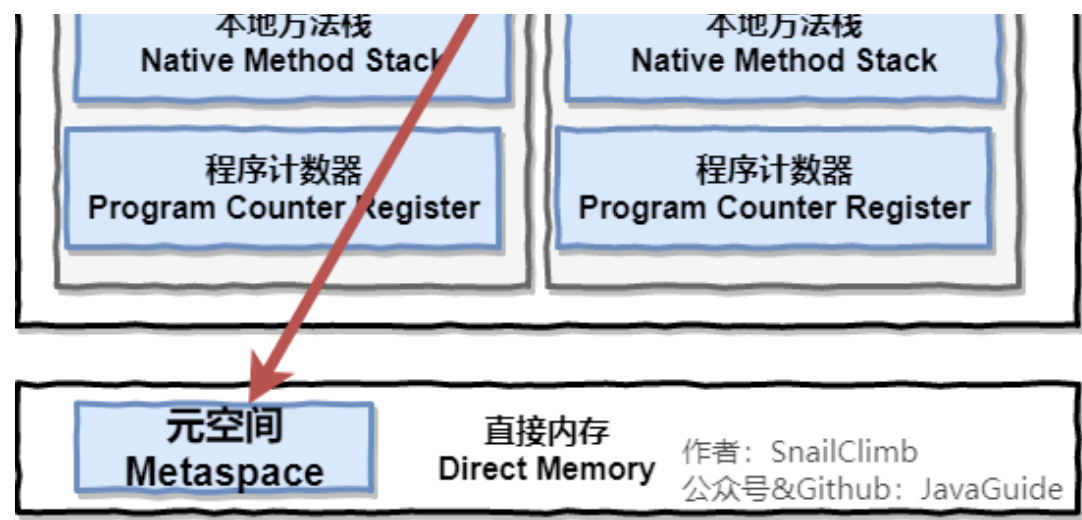 本地方法栈
本地方法栈
Native Method Stack
Native Method Stack
程序计数器
程序计数器
Program Counter Register
Program Counter Register
元空间
Metaspace
直接内存
Direct Memory
作者：SnailClimb
公众号&Github：JavaGuide